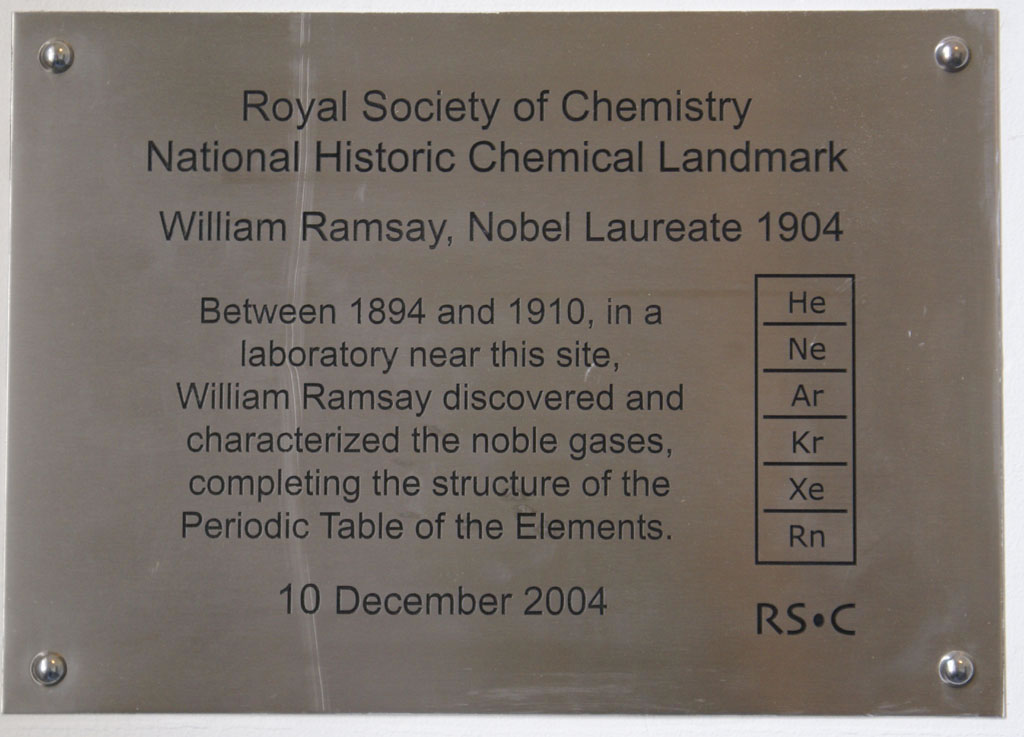 Royal Society of Chemistry
National Historic Chemical Landmark
William Ramsay, Nobel Laureate 1904
Between 1894 and 1910, in a
laboratory near this site,
William Ramsay discovered and
characterized the noble gases,
completing the structure of the
Periodic Table of the Elements.
He
Ne
Ar
Kr
Xe
Rn
10 December 2004
RS•C